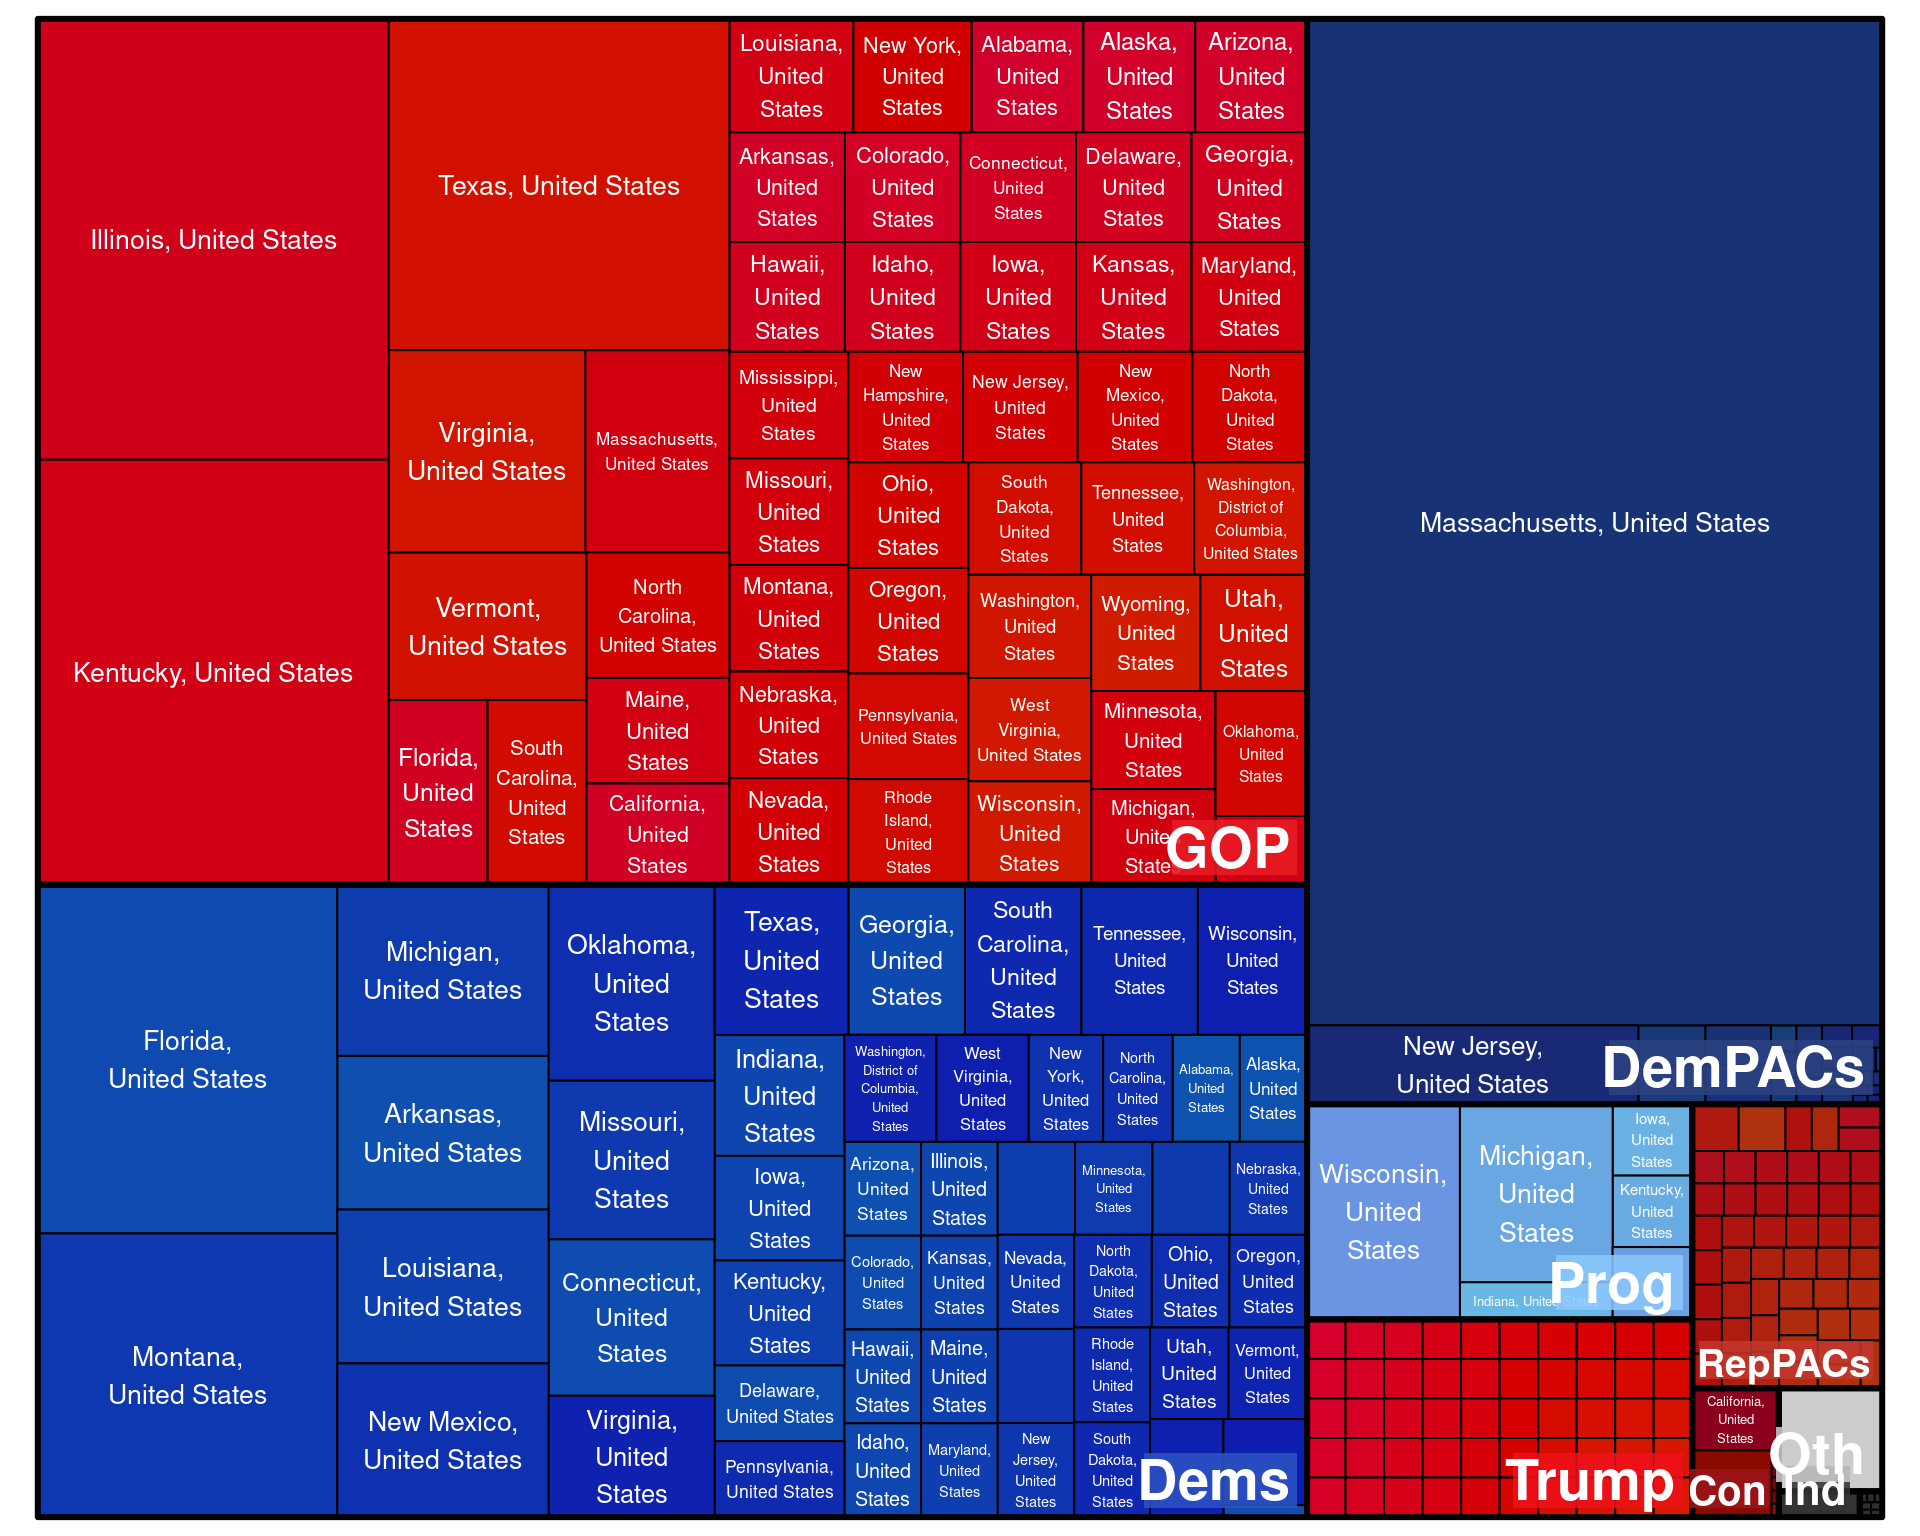 Illinois, United States
Kentucky, United States
Texas, United States
Virginia,
United States
Massachusetts,
United States
Vermont,
United States
North
Carolina,
United States
Florida,
United
States
South
Carolina,
United
States
Maine,
United
States
California,
United
States
Louisiana,
United
States
New York,
United
States
Alabama,
United
States
Alaska,
United
States
Arizona,
United
States
Arkansas,
United
States
Colorado,
United
States
Connecticut,
United
States
Delaware,
United
States
Georgia,
United
States
Hawaii,
United
States
Idaho,
United
States
Iowa,
United
States
Kansas,
United
States
Maryland,
United
States
Mississippi,
United
States
New
Hampshire,
United
States
New Jersey,
United
States
New
Mexico,
United
States
North
Dakota,
United
States
Missouri,
United
States
Ohio,
United
States
South
Dakota,
United
States
Tennessee,
United
States
Washington,
District of
Columbia,
United States
Montana,
United
States
Oregon,
United
States
Washington,
United
States
Wyoming,
United
States
Utah,
United
States
Nebraska,
United
States
Pennsylvania,
United States
West
Virginia,
United States
Minnesota,
United
States
Oklahoma,
United
States
Nevada,
United
States
Rhode
Island,
United
States
Wisconsin,
United
States
Michigan,
United
States
GOP
Florida,
United States
Montana,
United States
Michigan,
United States
Arkansas,
United States
Louisiana,
United States
New Mexico,
United States
Oklahoma,
United
States
Missouri,
United
States
Connecticut,
United
States
Virginia,
United
States
Texas,
United
States
Georgia,
United
States
South
Carolina,
United
States
Tennessee,
United
States
Wisconsin,
United
States
Indiana,
United
States
Iowa,
United
States
Kentucky,
United
States
Delaware,
United States
Pennsylvania,
United States
Washington,
District of
Columbia,
United
States
West
Virginia,
United
States
New
York,
United
States
North
Carolina,
United
States
Alabama,
United
States
Alaska,
United
States
Arizona,
United
States
Illinois,
United
States
Minnesota,
United
States
Nebraska,
United
States
Colorado,
United
States
Kansas,
United
States
Nevada,
United
States
North
Dakota,
United
States
Ohio,
United
States
Oregon,
United
States
Hawaii,
United
States
Maine,
United
States
Rhode
Island,
United
States
Utah,
United
States
Vermont,
United
States
Idaho,
United
States
Maryland,
United
States
New
Jersey,
United
States
South
Dakota,
United
States
Dems
Massachusetts, United States
New Jersey,
United States
DemPACs
Wisconsin,
United
States
Michigan,
United
States
Iowa,
United
States
Kentucky,
United
States
Indiana, United States
Prog
RepPACs
Trump
California,
United
States
Con
Oth
Ind